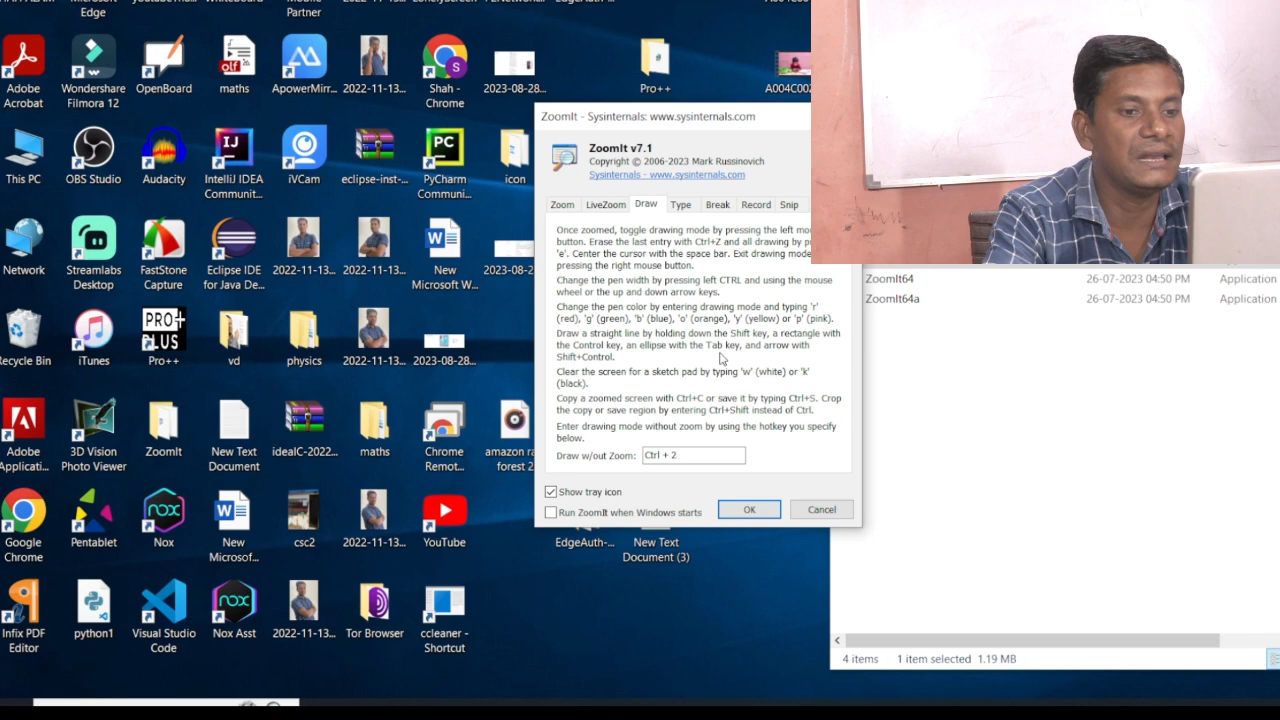 Microsoft
Edge
Mobile
Partner
Adobe
Acrobat
Wondershare
Filmora 12
OpenBoard
olf
maths
ApowerMirr...
2022-11-13...
S
Shah -
Chrome
2023-08-28...
Pro++
This PC
OBS Studio
Audacity
IJ
IntelliJ IDEA
Communit...
iVCam
eclipse-inst-...
PC
PyCharm
Communi...
icon
Network
Streamlabs
Desktop
FastStone
Capture
Eclipse IDE
for Java De...
2022-11-13...
2022-11-13...
W
New
Microsoft W...
2023-08
Recycle Bin
iTunes
PRO+
PLUS
Pro++
vd
physics
2022-11-13...
2023-08-28...
Adobe
Applicati...
3D Vision
Photo Viewer
ZoomIt
New Text
Document
ideaIC-2022...
maths
Chrome
Remot...
amazon ra
forest 2
Google
Chrome
Pentablet
nox
Nox
W
New
Microsof...
csc2
2022-11-13...
YouTube
EdgeAuth-...
New Text
Document (3)
Infix PDF
Editor
python1
Visual Studio
Code
nox
Nox Asst
2022-11-13...
Tor Browser
ccleaner -
Shortcut
ZoomIt - Sysinternals: www.sysinternals.com
ZoomIt v7.1
Copyright © 2006-2023 Mark Russinovich
Sysinternals - www.sysinternals.com
Zoom LiveZoom Draw Type Break Record Snip
Once zoomed, toggle drawing mode by pressing the left mou
button. Erase the last entry with Ctrl+Z and all drawing by p
'e'. Center the cursor with the space bar. Exit drawing mode
pressing the right mouse button.
Change the pen width by pressing left CTRL and using the mouse
wheel or the up and down arrow keys.
Change the pen color by entering drawing mode and typing 'r'
(red), 'g' (green), 'b' (blue), 'o' (orange), 'y' (yellow) or 'p' (pink).
Draw a straight line by holding down the Shift key, a rectangle with
the Control key, an ellipse with the Tab key, and arrow with
Shift+Control.
Clear the screen for a sketch pad by typing 'w' (white) or 'k'
(black).
Copy a zoomed screen with Ctrl+C or save it by typing Ctrl+S. Crop
the copy or save region by entering Ctrl+Shift instead of Ctrl.
Enter drawing mode without zoom by using the hotkey you specify
below.
Draw w/out Zoom: Ctrl + 2
Show tray icon
Run ZoomIt when Windows starts
OK Cancel
ZoomIt64 26-07-2023 04:50 PM Application
ZoomIt64a 26-07-2023 04:50 PM Application
4 items 1 item selected 1.19 MB